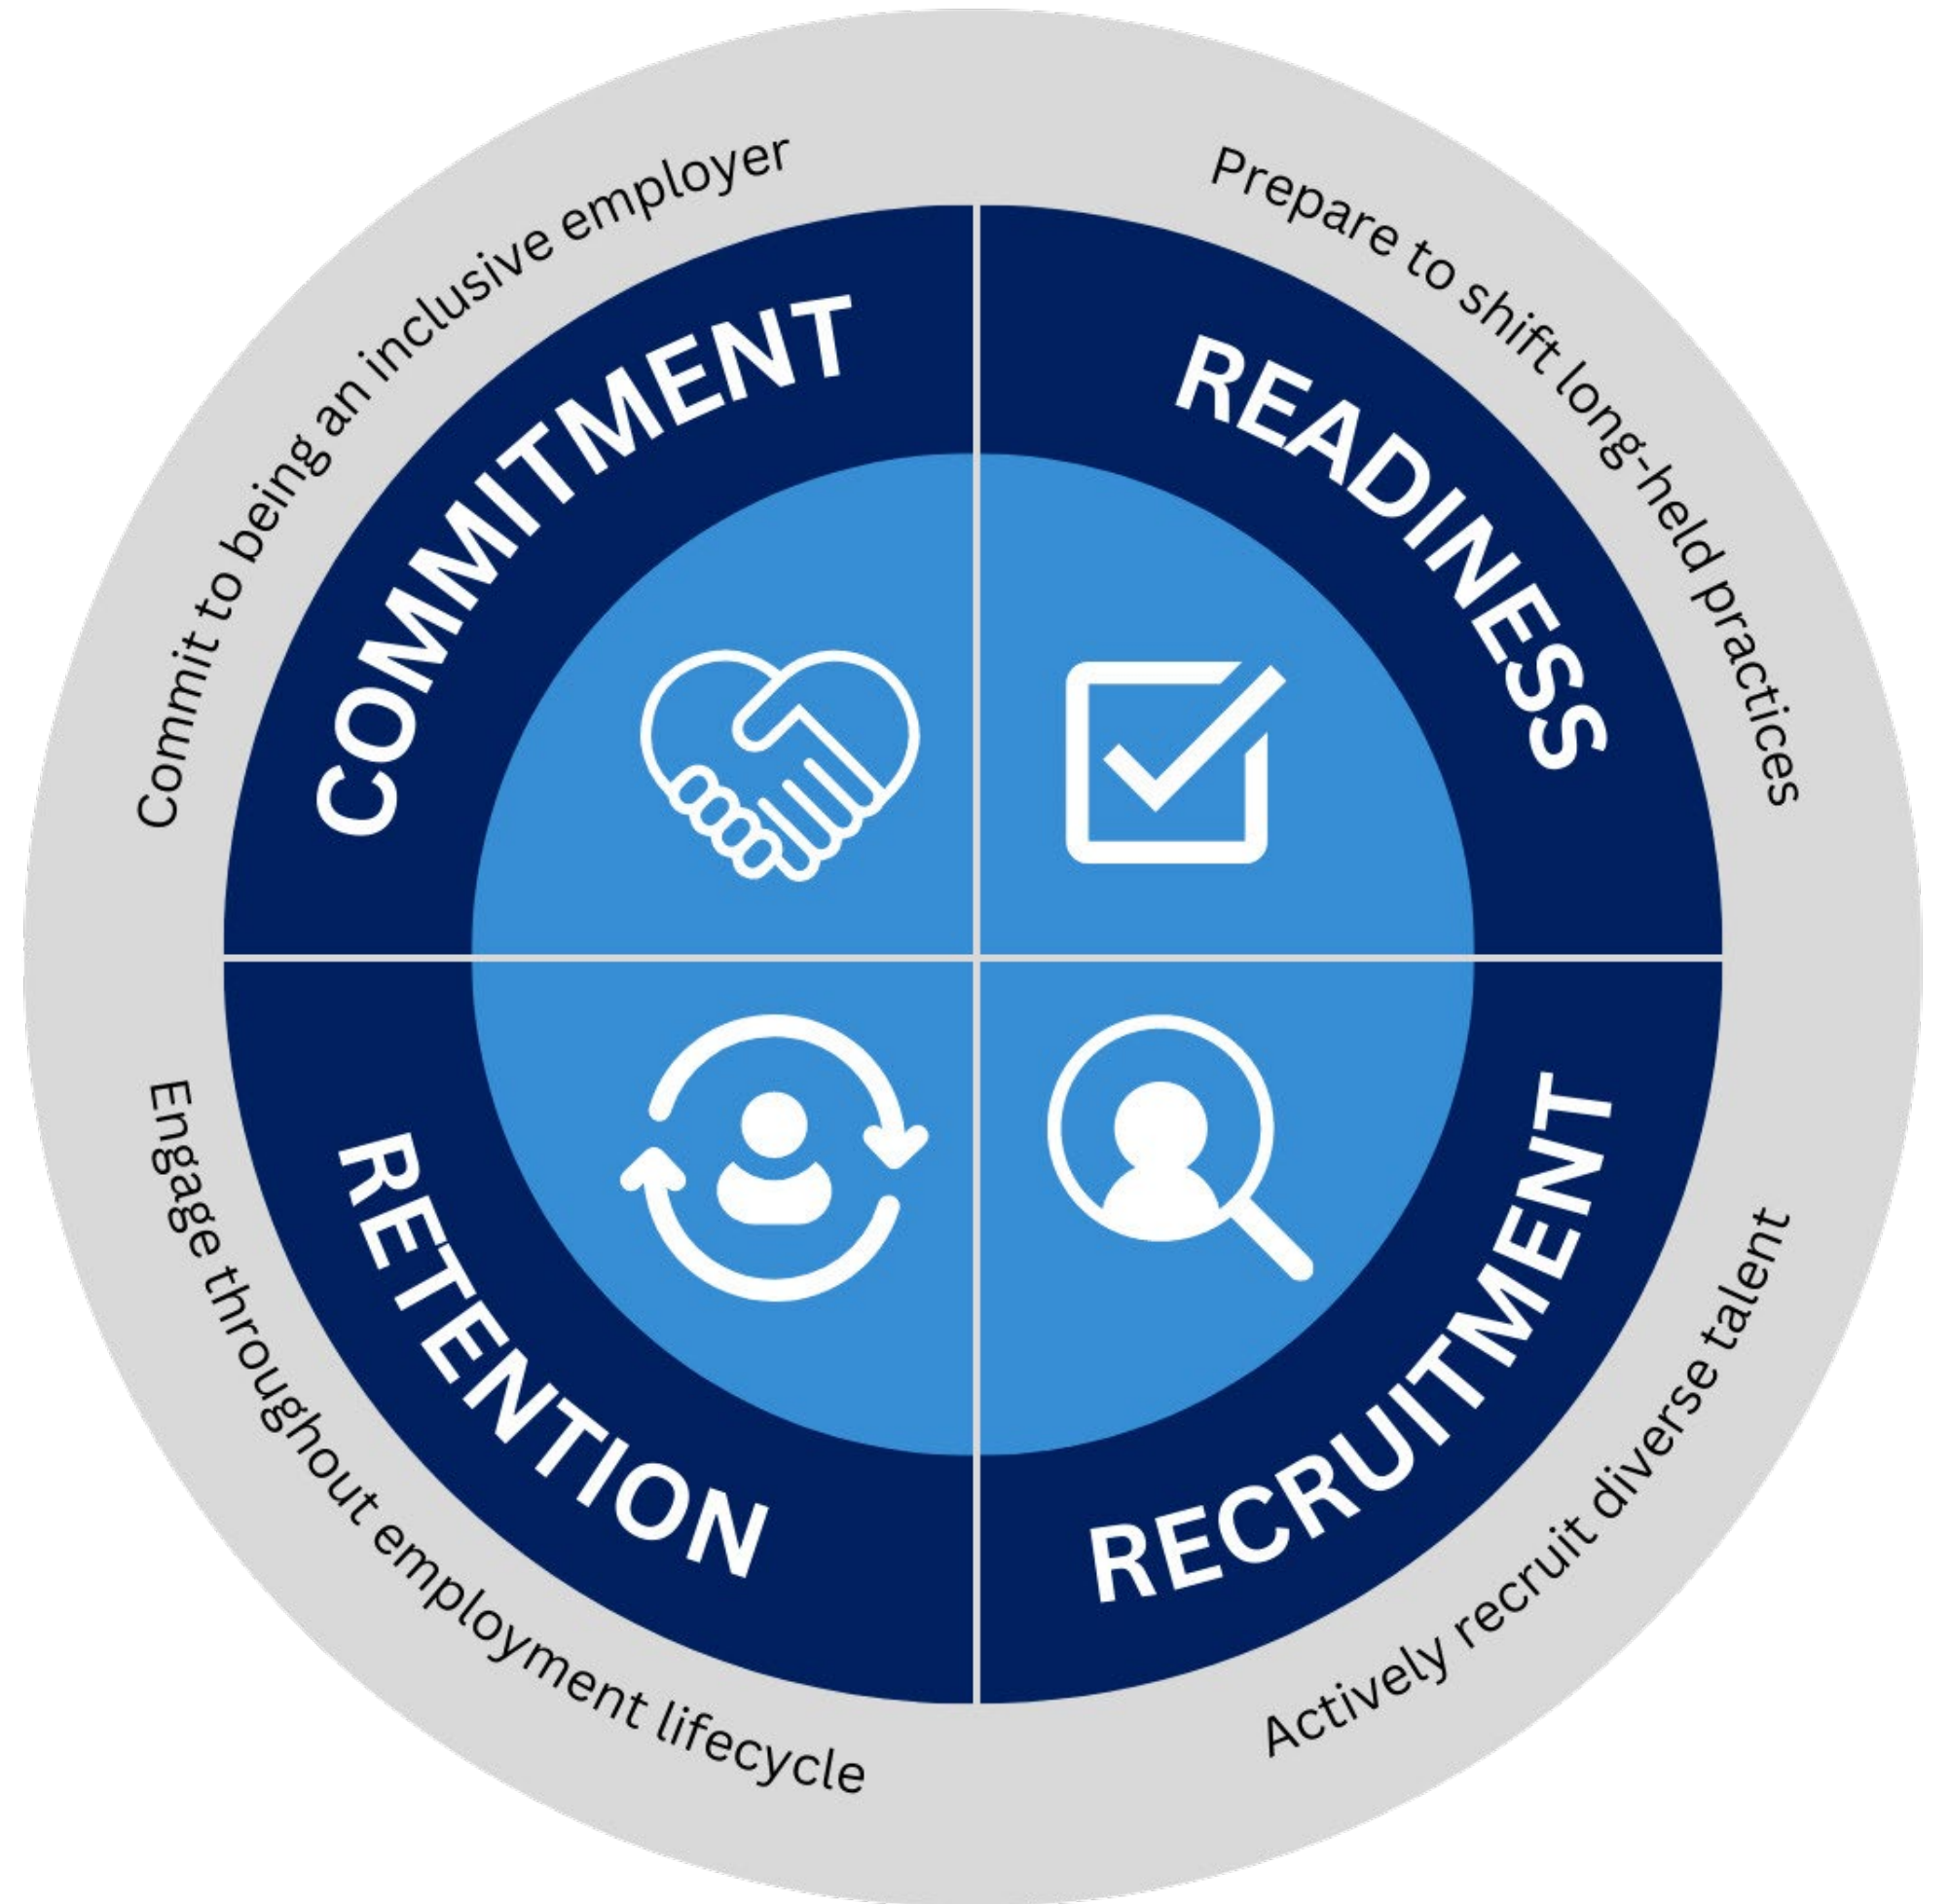 Commit to being an inclusive employer
COMMITMENT
Prepare to shift long-held practices
READINESS
RECRUITMENT
Actively recruit diverse talent
RETENTION
Engage throughout employment lifecycle